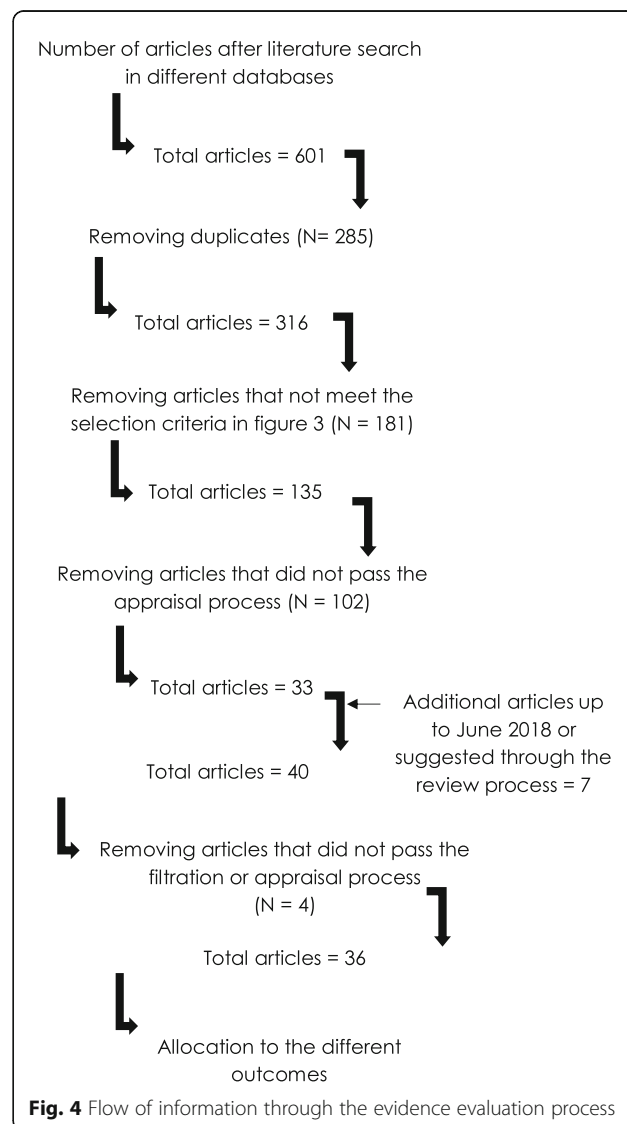 Number of articles after literature search
in different databases
Total articles = 601
Removing duplicates (N= 285)
Total articles = 316
Removing articles that not meet the
selection criteria in figure 3 (N = 181)
Total articles = 135
Removing articles that did not pass the
appraisal process (N = 102)
Total articles = 33
Additional articles up
to June 2018 or
suggested through the
review process = 7
Total articles = 40
Removing articles that did not pass the
filtration or appraisal process
(N = 4)
Total articles = 36
Allocation to the different
outcomes
Fig. 4 Flow of information through the evidence evaluation process